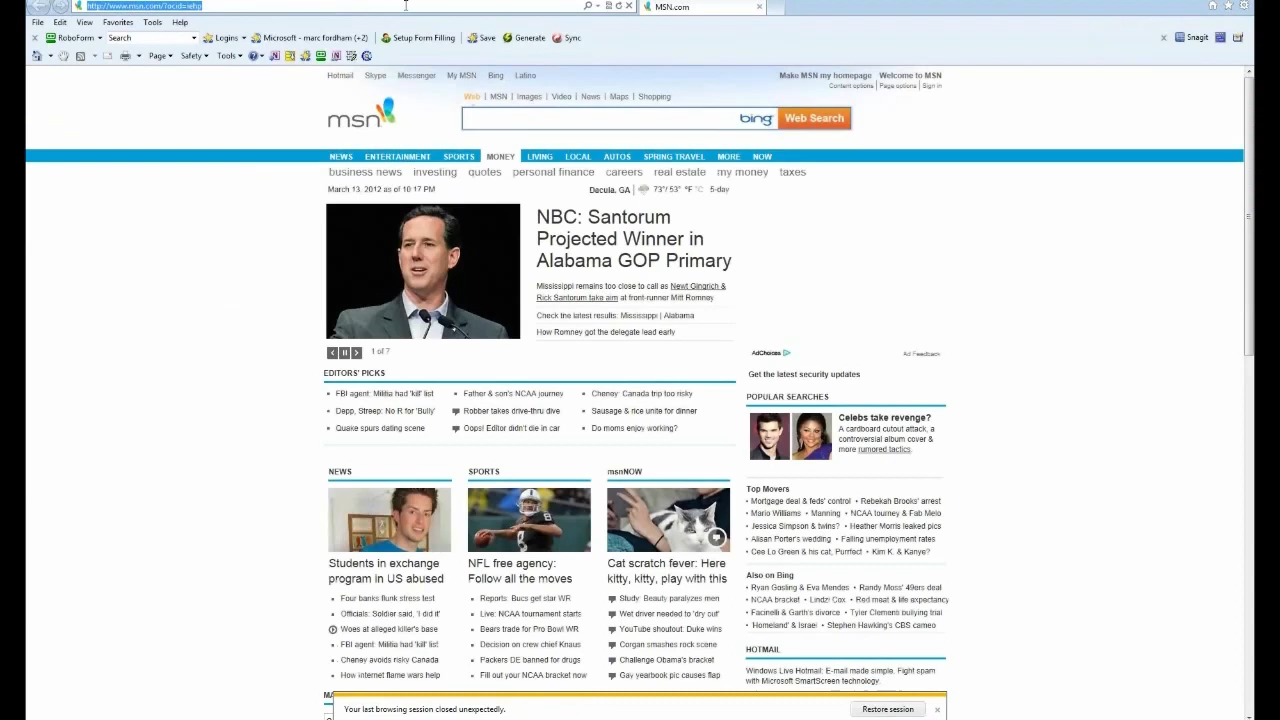 http://www.msn.com/?ocid=iehp
MSN.com
File Edit View Favorites Tools Help
RoboForm Search Logins Microsoft - marc fordham (+2) Setup Form Filling Save Generate Sync Snagit
Page Safety Tools
Hotmail Skype Messenger My MSN Bing Latino
Make MSN my homepage Welcome to MSN
Content options | Page options | Sign in
Web | MSN | Images | Video | News | Maps | Shopping
msn
bing Web Search
NEWS ENTERTAINMENT SPORTS MONEY LIVING LOCAL AUTOS SPRING TRAVEL MORE NOW
business news investing quotes personal finance careers real estate my money taxes
March 13, 2012 as of 10:17 PM
Dacula, GA | 73°/ 53° °F °C 5-day
NBC: Santorum
Projected Winner in
Alabama GOP Primary
Mississippi remains too close to call as Newt Gingrich &
Rick Santorum take aim at front-runner Mitt Romney
Check the latest results: Mississippi | Alabama
How Romney got the delegate lead early
1 of 7
AdChoices Ad Feedback
Get the latest security updates
EDITORS' PICKS
FBI agent: Militia had 'kill' list
Depp, Streep: No R for 'Bully'
Quake spurs dating scene
Father & son's NCAA journey
Robber takes drive-thru dive
Oops! Editor didn't die in car
Cheney: Canada trip too risky
Sausage & rice unite for dinner
Do moms enjoy working?
POPULAR SEARCHES
Celebs take revenge?
A cardboard cutout attack, a
controversial album cover &
more rumored tactics.
NEWS
Students in exchange
program in US abused
Four banks flunk stress test
Officials: Soldier said, 'I did it'
Woes at alleged killer's base
FBI agent: Militia had 'kill' list
Cheney avoids risky Canada
How internet flame wars help
SPORTS
NFL free agency:
Follow all the moves
Reports: Bucs get star WR
Live: NCAA tournament starts
Bears trade for Pro Bowl WR
Decision on crew chief Knaus
Packers DE banned for drugs
Fill out your NCAA bracket now
msnNOW
Cat scratch fever: Here
kitty, kitty, play with this
Study: Beauty paralyzes men
Wet driver needed to 'dry out'
YouTube shoutout: Duke wins
Corgan smashes rock scene
Challenge Obama's bracket
Gay yearbook pic causes flap
Top Movers
Mortgage deal & feds' control • Rebekah Brooks' arrest
Mario Williams • Manning • NCAA tourney & Fab Melo
Jessica Simpson & twins? • Heather Morris leaked pics
Alisan Porter's wedding • Falling unemployment rates
Cee Lo Green & his cat, Purrfect • Kim K. & Kanye?
Also on Bing
Ryan Gosling & Eva Mendes • Randy Moss' 49ers deal
NCAA bracket • Lindzi Cox • Red meat & life expectancy
Facinelli & Garth's divorce • Tyler Clementi bullying trial
'Homeland' & Israel • Stephen Hawking's CBS cameo
HOTMAIL
Windows Live Hotmail: E-mail made simple. Fight spam
with Microsoft SmartScreen technology
Your last browsing session closed unexpectedly. Restore session